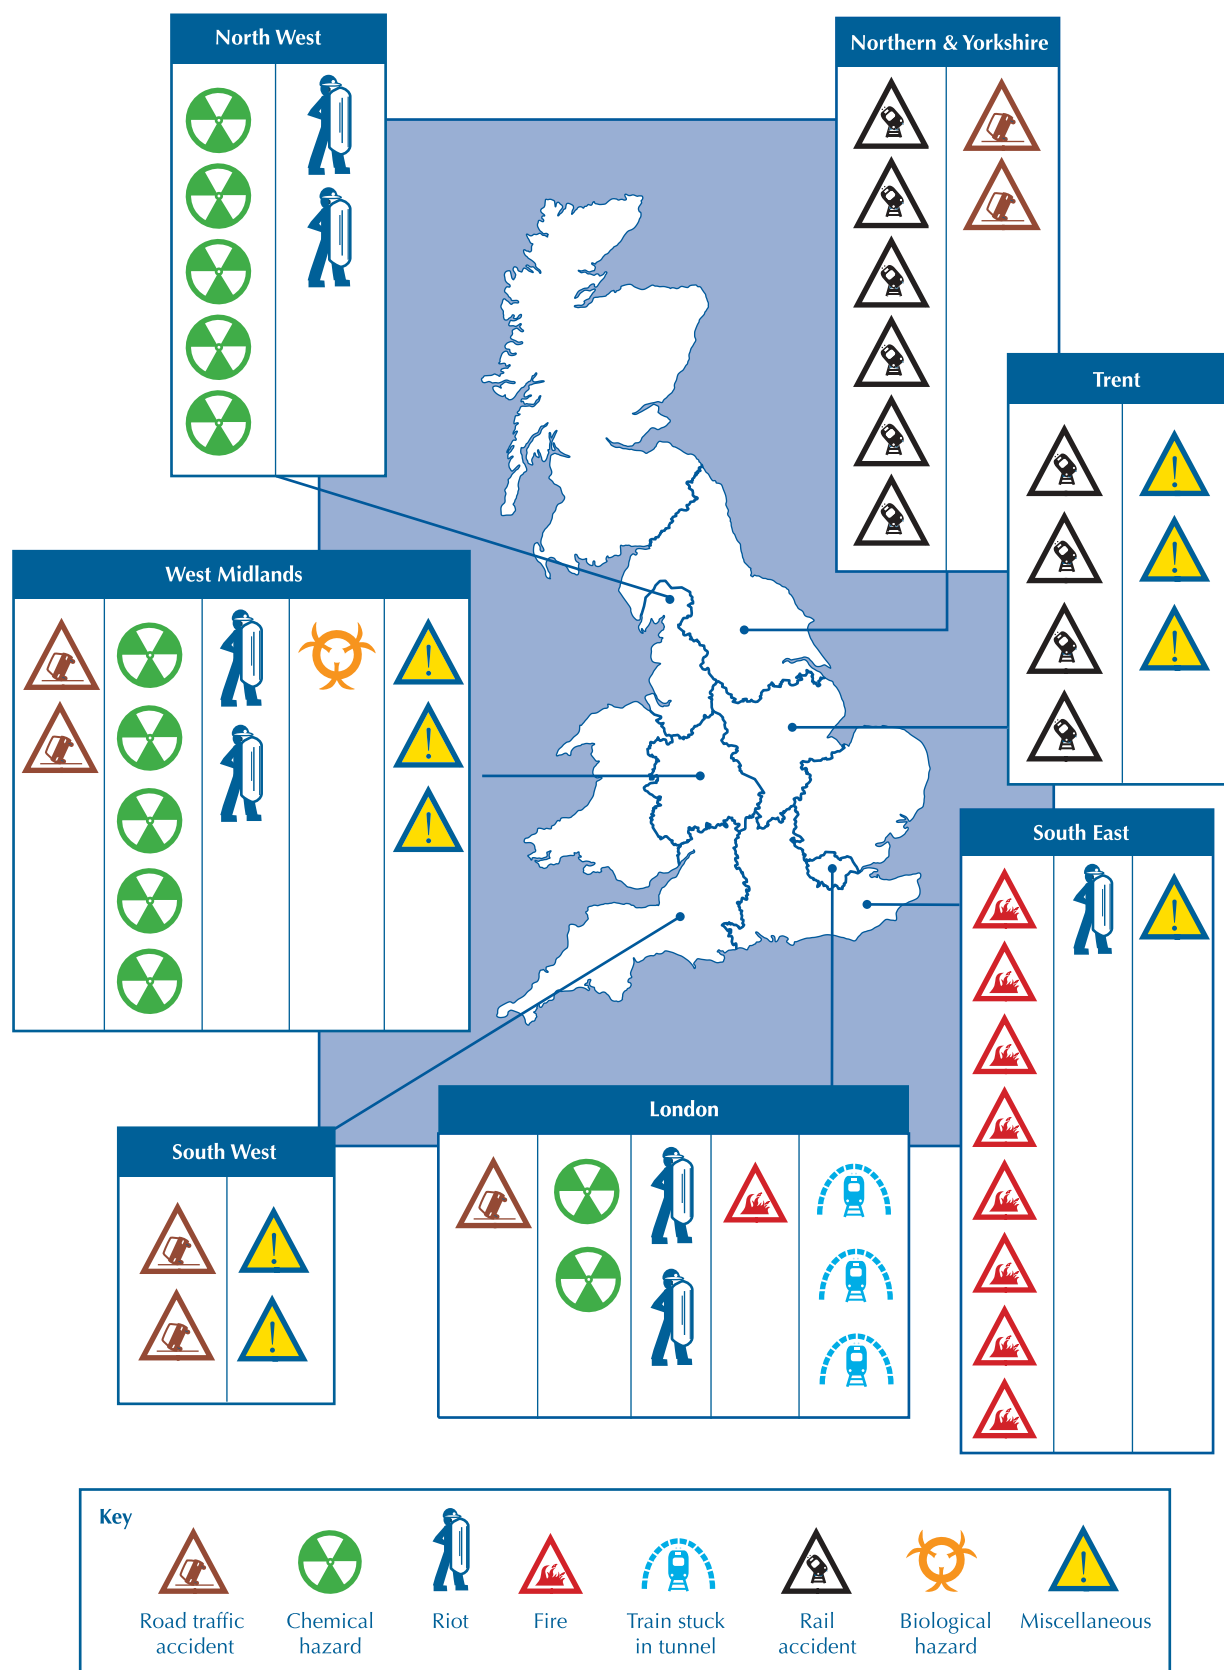 North West
Northern & Yorkshire
Trent
West Midlands
South East
London
South West
Key
Road traffic
accident
Chemical
hazard
Riot
Fire
Train stuck
in tunnel
Rail
accident
Biological
hazard
Miscellaneous